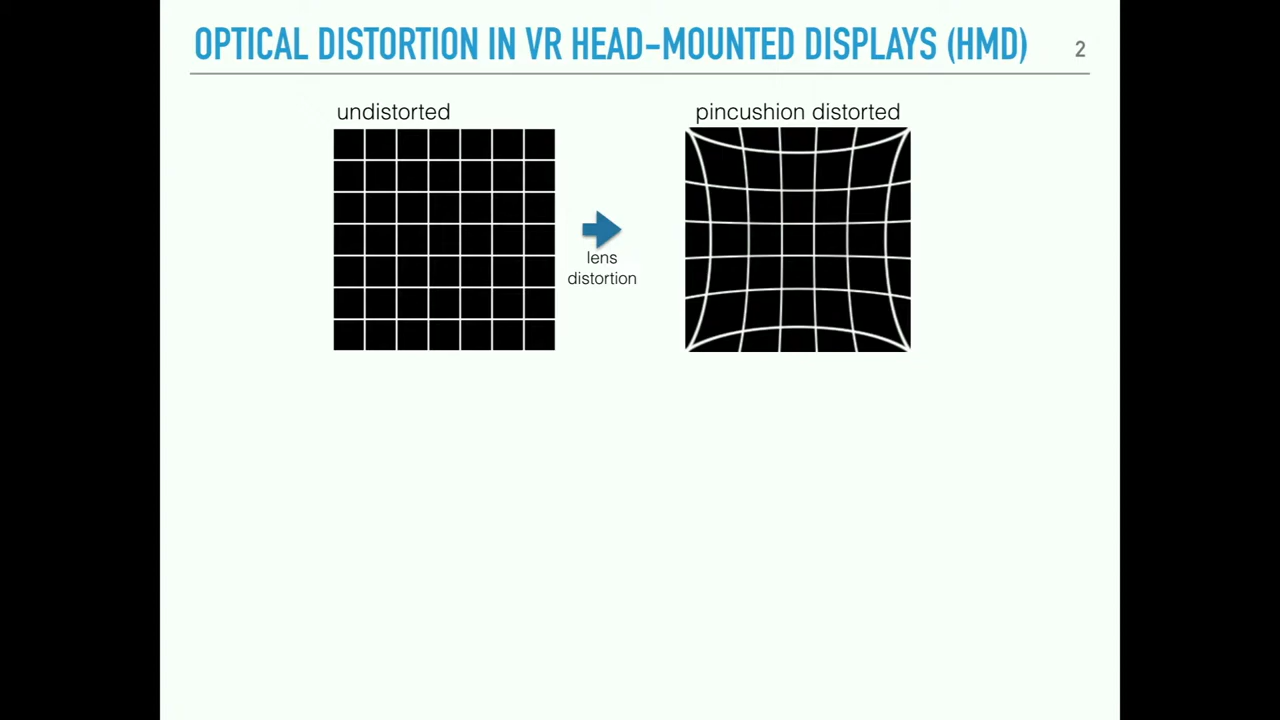 OPTICAL DISTORTION IN VR HEAD-MOUNTED DISPLAYS (HMD)
2
undistorted
pincushion distorted
lens
distortion